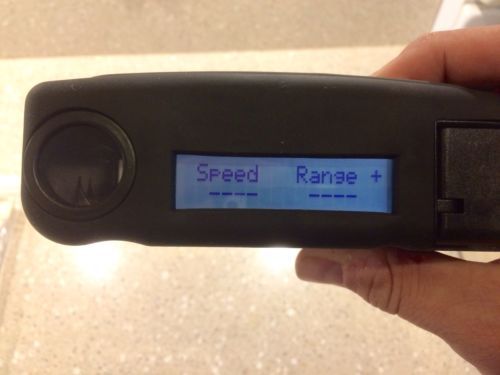 Speed Range +
---- ----